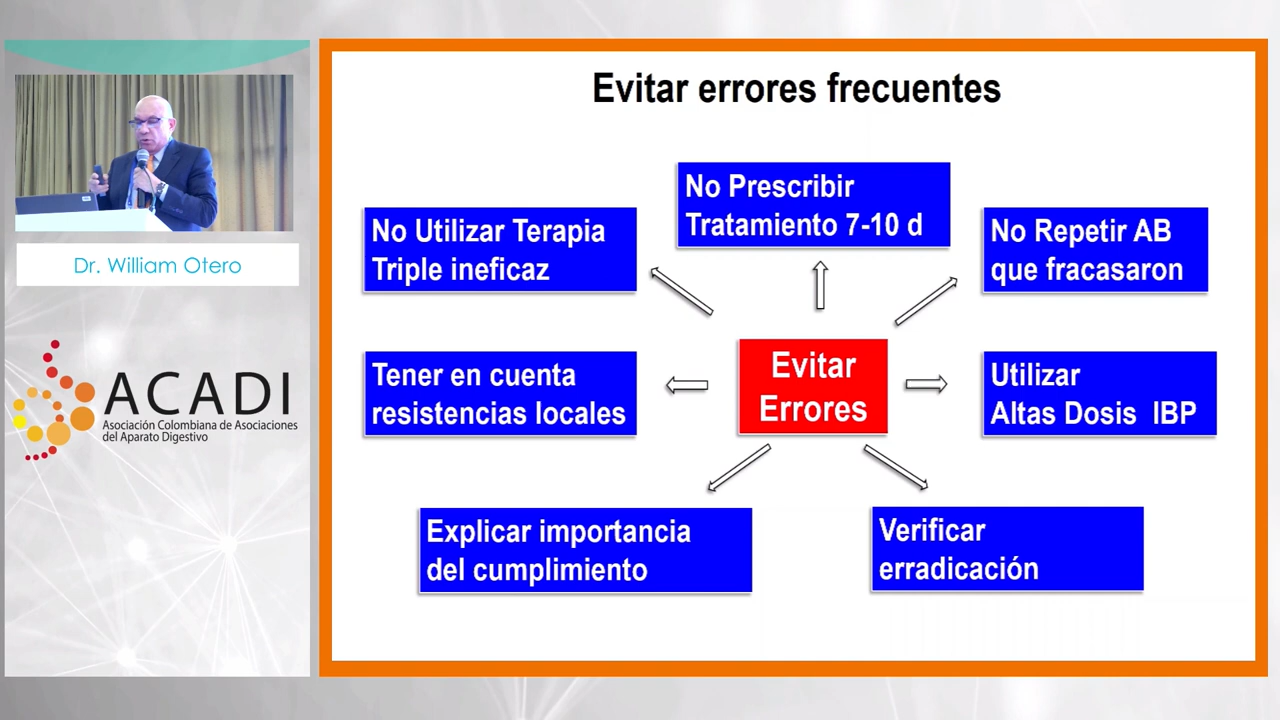 Evitar errores frecuentes
No Prescribir
Tratamiento 7-10 d
No Utilizar Terapia
Triple ineficaz
No Repetir AB
que fracasaron
Tener en cuenta
resistencias locales
Evitar
Errores
Utilizar
Altas Dosis IBP
Explicar importancia
del cumplimiento
Verificar
erradicación
Dr. William Otero
ACADI
Asociación Colombiana de Asociaciones
del Aparato Digestivo